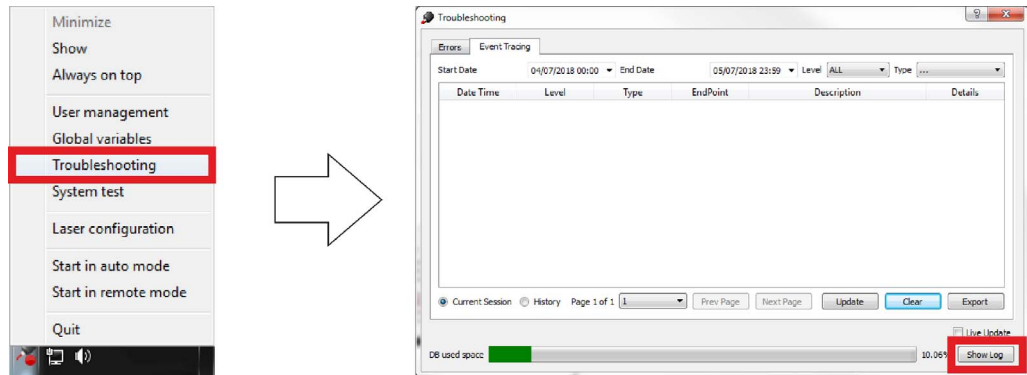 Minimize
Show
Always on top
User management
Global variables
Troubleshooting
System test
Laser configuration
Start in auto mode
Start in remote mode
Quit
Troubleshooting
Errors Event Tracing
Start Date 04/07/2018 00:00 End Date 05/07/2018 23:59 Level ALL Type ...
Date Time Level Type EndPoint Description Details
Current Session History Page 1 of 1 1 Prev Page Next Page Update Clear Export
Live Update
DB used space 10.06% Show Log